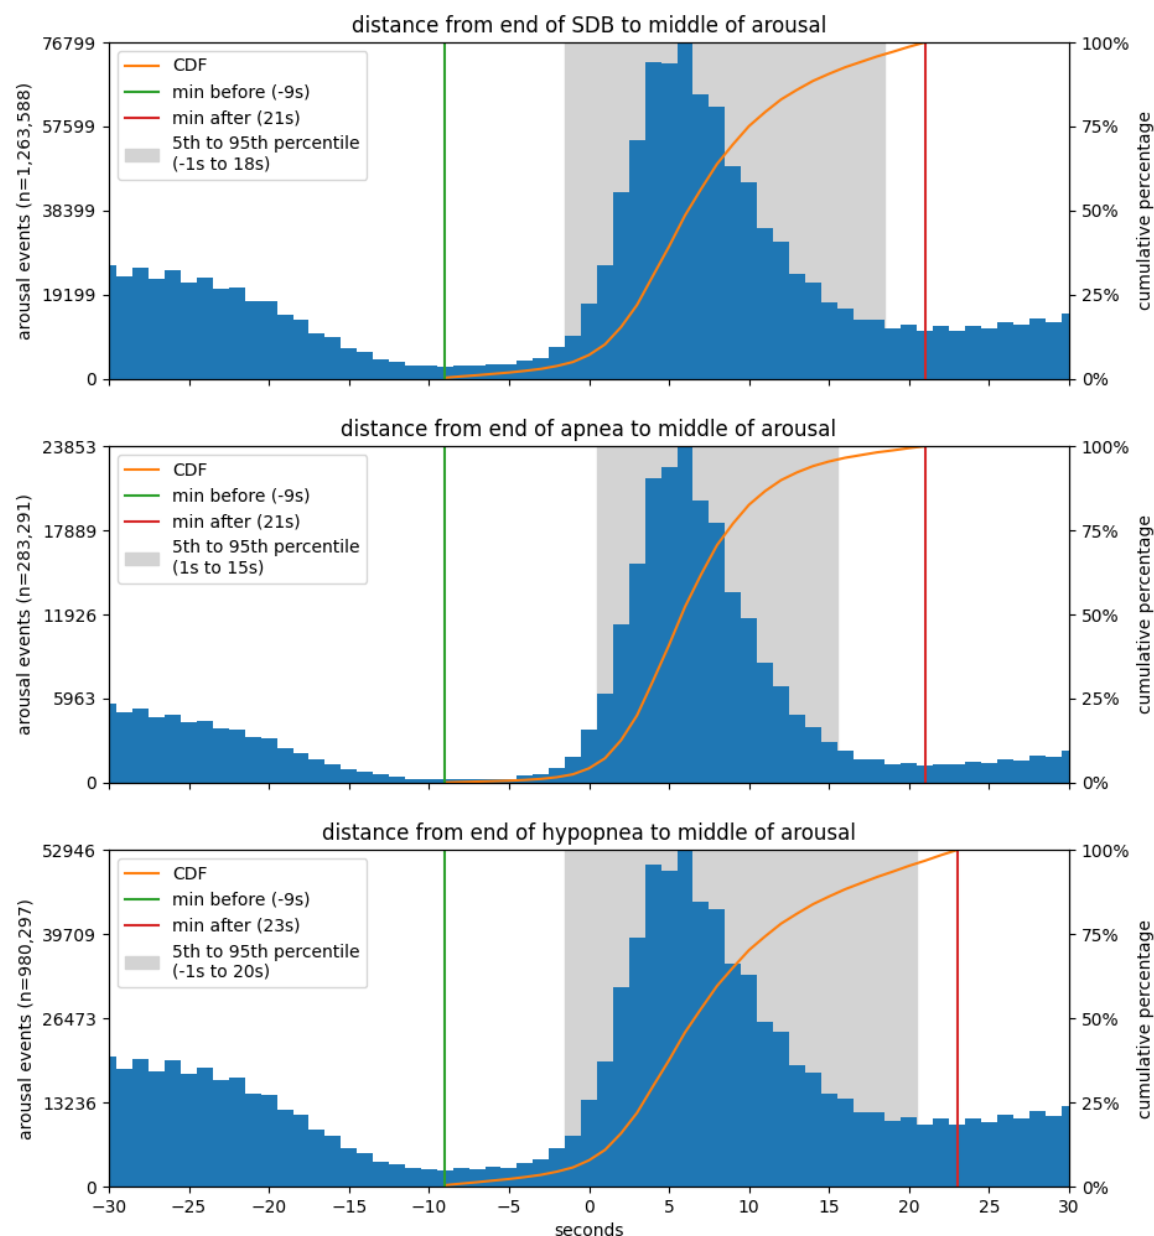 distance from end of SDB to middle of arousal
76799
57599
38399
19199
0
arousal events (n=1,263,588)
CDF
min before (-9s)
min after (21s)
5th to 95th percentile
(-1s to 18s)
100%
75%
50%
25%
0%
cumulative percentage
distance from end of apnea to middle of arousal
23853
17889
11926
5963
0
arousal events (n=283,291)
CDF
min before (-9s)
min after (21s)
5th to 95th percentile
(1s to 15s)
100%
75%
50%
25%
0%
cumulative percentage
distance from end of hypopnea to middle of arousal
52946
39709
26473
13236
0
arousal events (n=980,297)
CDF
min before (-9s)
min after (23s)
5th to 95th percentile
(-1s to 20s)
100%
75%
50%
25%
0%
cumulative percentage
−30 −25 −20 −15 −10 −5 0 5 10 15 20 25 30
seconds